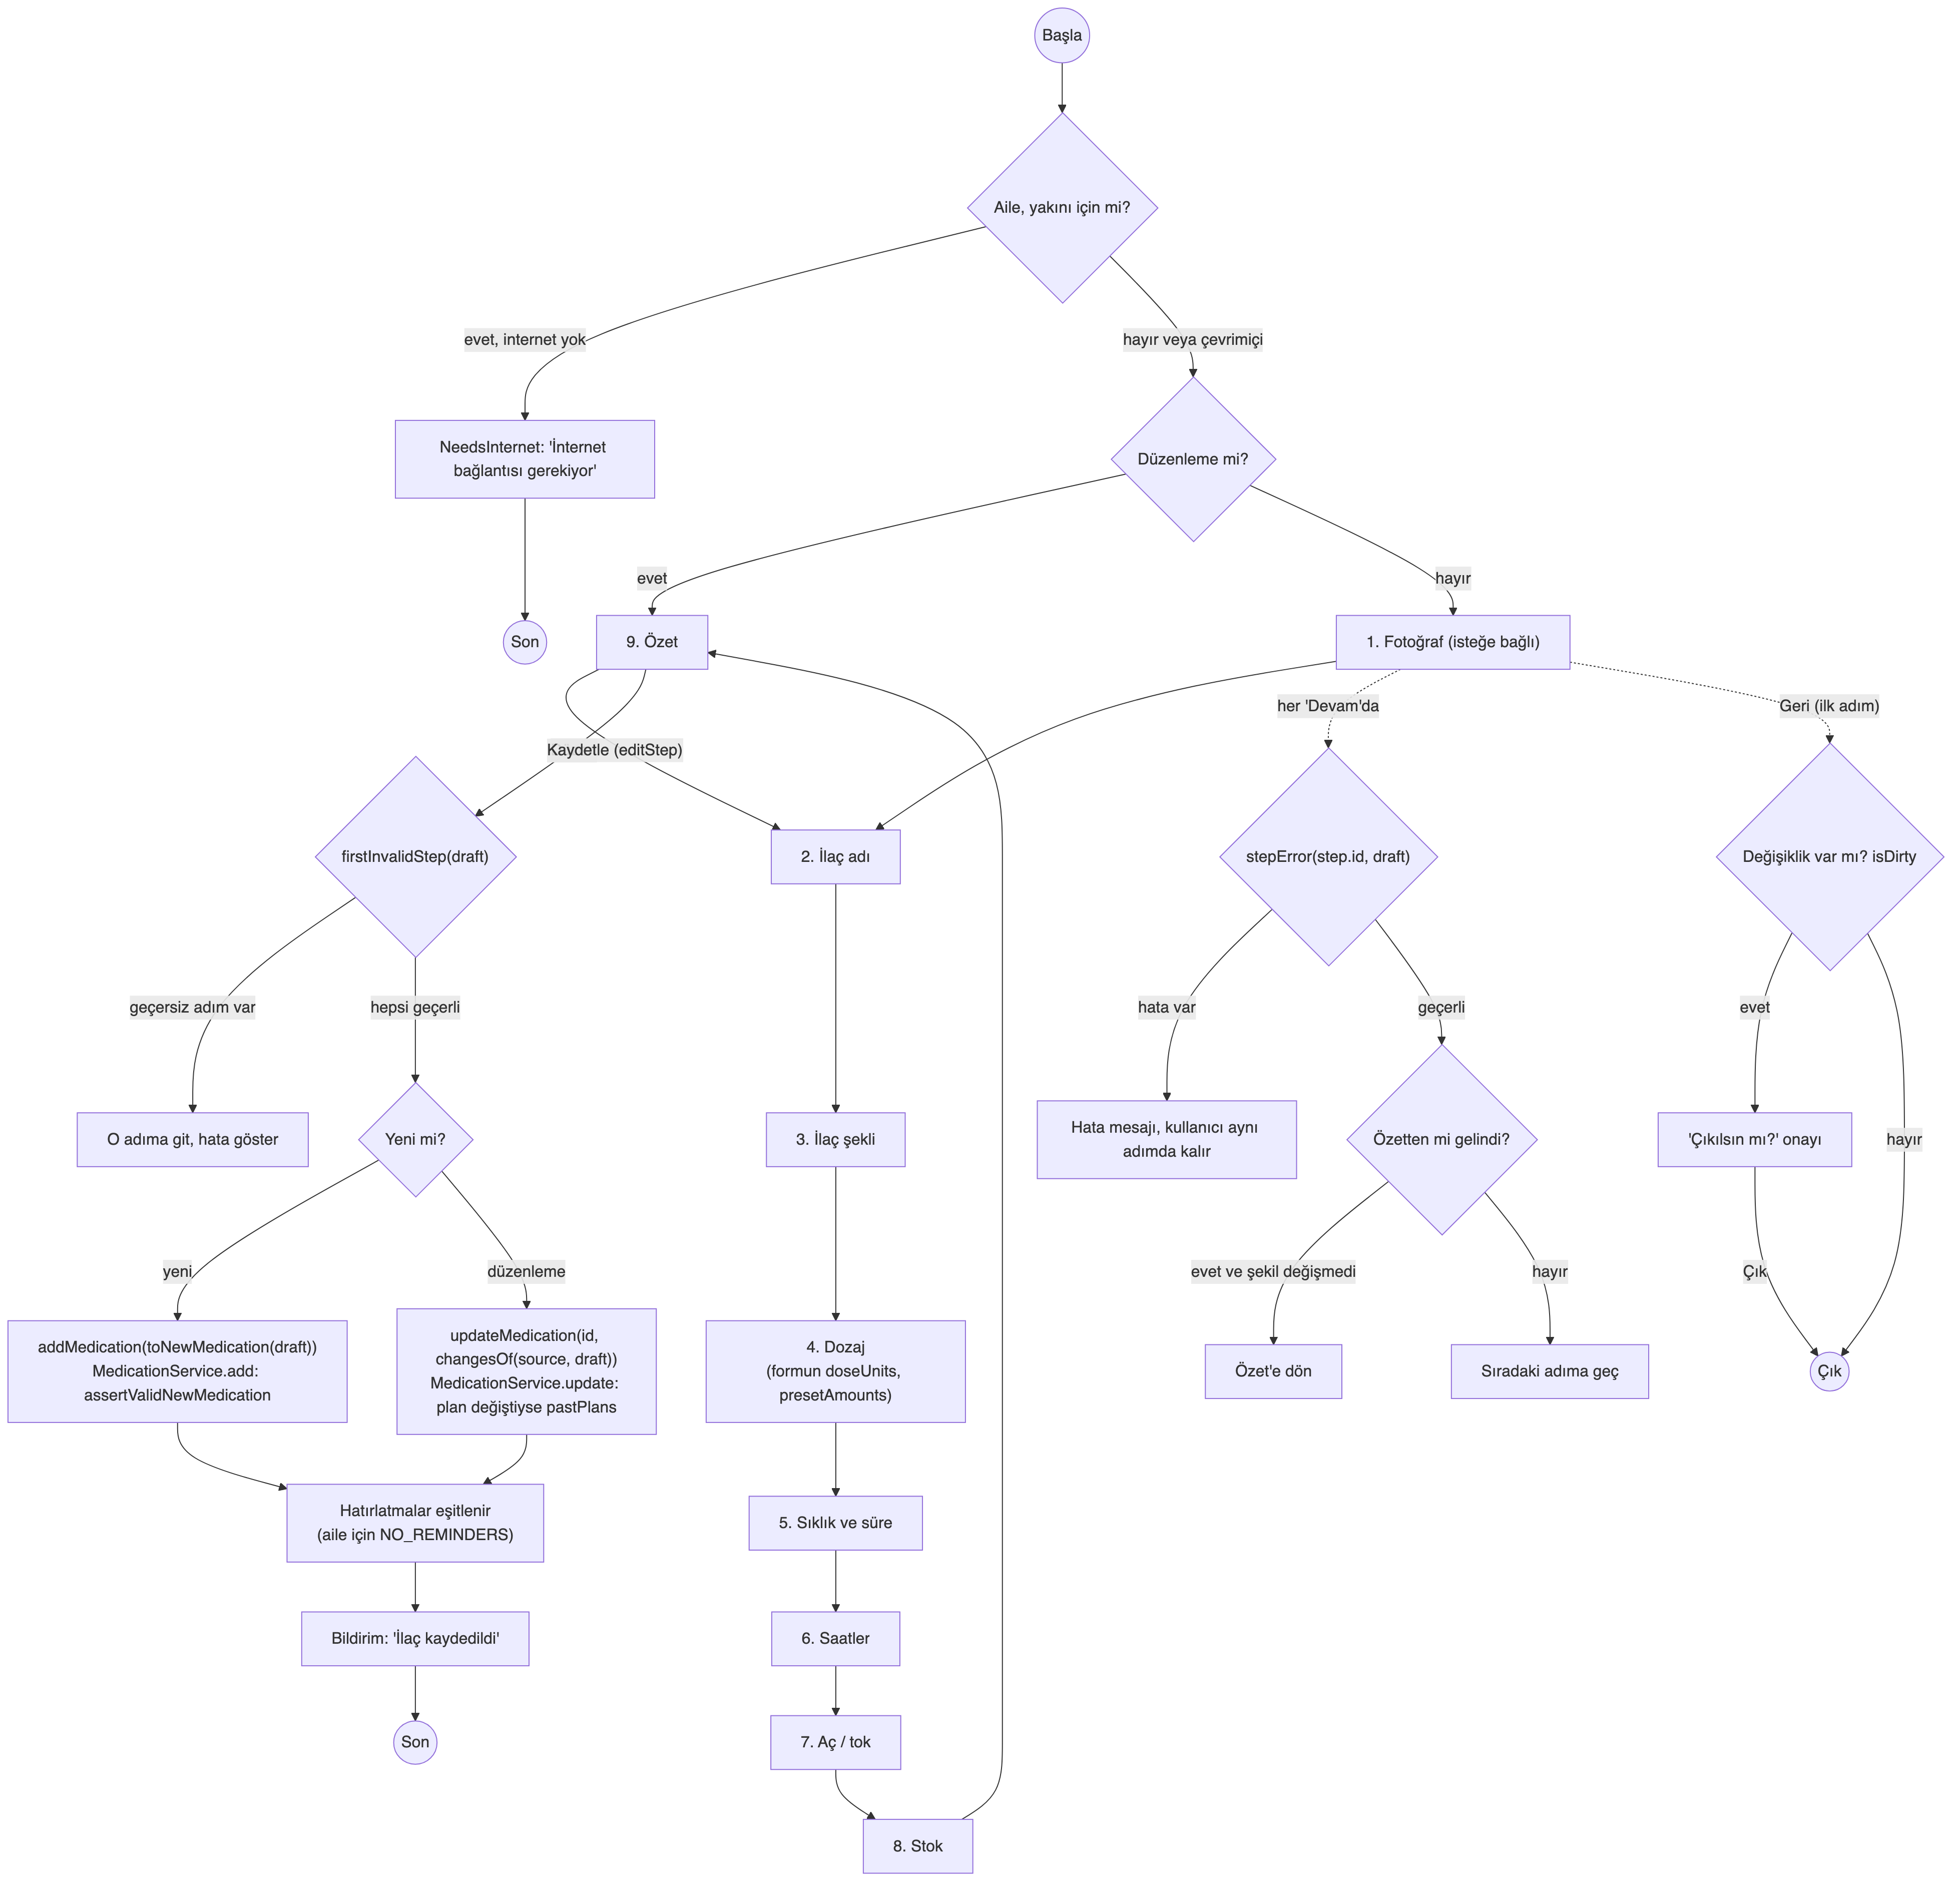 Başla
Aile, yakını için mi?
evet, internet yok
hayır veya çevrimiçi
NeedsInternet: 'İnternet
bağlantısı gerekiyor'
Düzenleme mi?
evet
hayır
Son
9. Özet
1. Fotoğraf (isteğe bağlı)
her 'Devam'da
Geri (ilk adım)
Kaydetle (editStep)
firstInvalidStep(draft)
2. İlaç adı
stepError(step.id, draft)
Değişiklik var mı? isDirty
geçersiz adım var
hepsi geçerli
hata var
geçerli
evet
O adıma git, hata göster
Yeni mi?
3. İlaç şekli
Hata mesajı, kullanıcı aynı
adımda kalır
Özetten mi gelindi?
'Çıkılsın mı?' onayı
hayır
yeni
düzenleme
evet ve şekil değişmedi
hayır
Çık
addMedication(toNewMedication(draft))
MedicationService.add:
assertValidNewMedication
updateMedication(id,
changesOf(source, draft))
MedicationService.update:
plan değiştiyse pastPlans
4. Dozaj
(formun doseUnits,
presetAmounts)
Özet'e dön
Sıradaki adıma geç
Çık
Hatırlatmalar eşitlenir
(aile için NO_REMINDERS)
5. Sıklık ve süre
Bildirim: 'İlaç kaydedildi'
6. Saatler
Son
7. Aç / tok
8. Stok